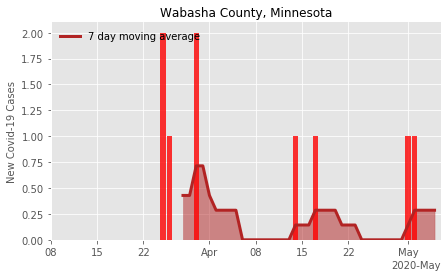 Wabasha County, Minnesota
7 day moving average
New Covid-19 Cases
2.00
1.75
1.50
1.25
1.00
0.75
0.50
0.25
0.00
08 15 22 Apr 08 15 22 May
2020-May